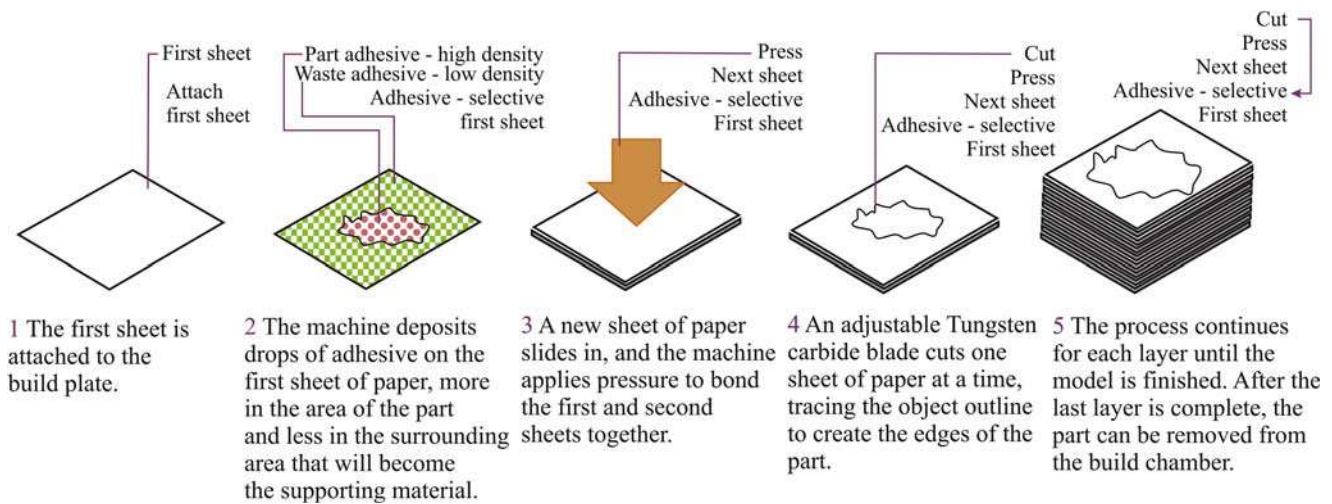 First sheet
Attach
first sheet
Part adhesive - high density
Waste adhesive - low density
Adhesive - selective
first sheet
Press
Next sheet
Adhesive - selective
First sheet
Cut
Press
Next sheet
Adhesive - selective
First sheet
Cut
Press
Next sheet
Adhesive - selective
First sheet
1 The first sheet is
attached to the
build plate.
2 The machine deposits
drops of adhesive on the
first sheet of paper, more
in the area of the part
and less in the surrounding
area that will become
the supporting material.
3 A new sheet of paper
slides in, and the machine
applies pressure to bond
the first and second
sheets together.
4 An adjustable Tungsten
carbide blade cuts one
sheet of paper at a time,
tracing the object outline
to create the edges of the
part.
5 The process continues
for each layer until the
model is finished. After the
last layer is complete, the
part can be removed from
the build chamber.